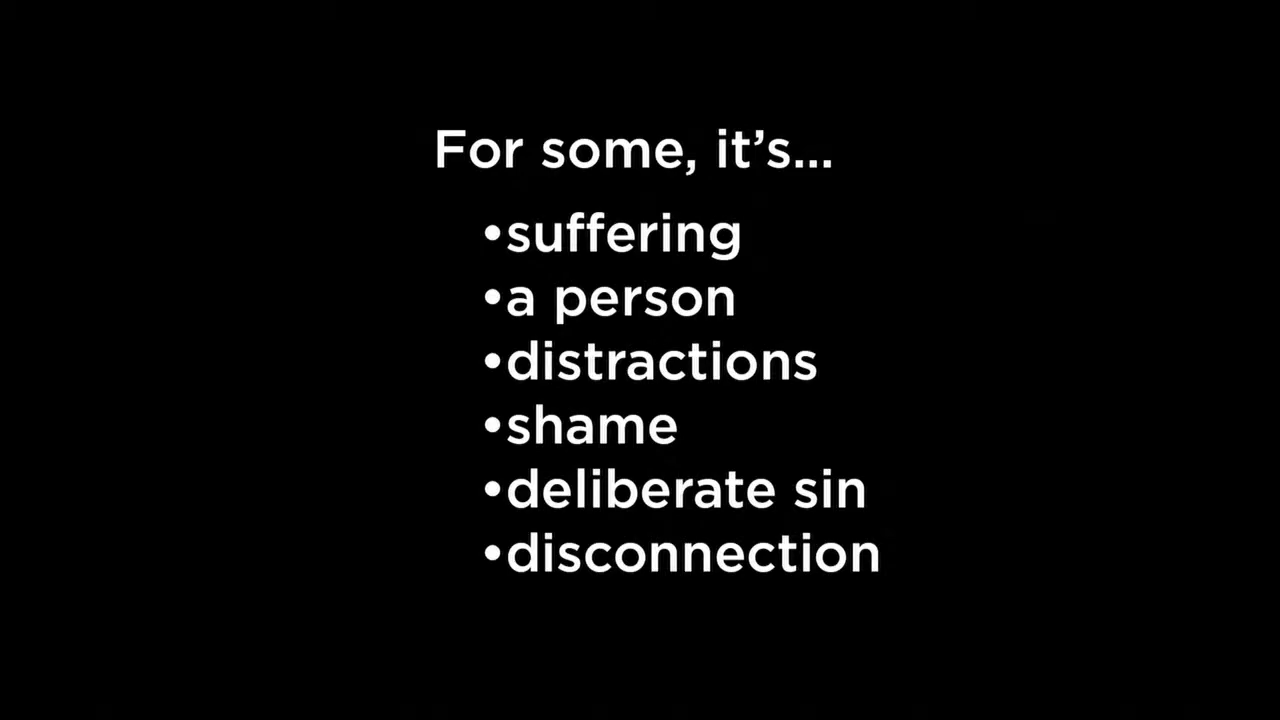 For some, it’s...
•suffering
•a person
•distractions
•shame
•deliberate sin
•disconnection